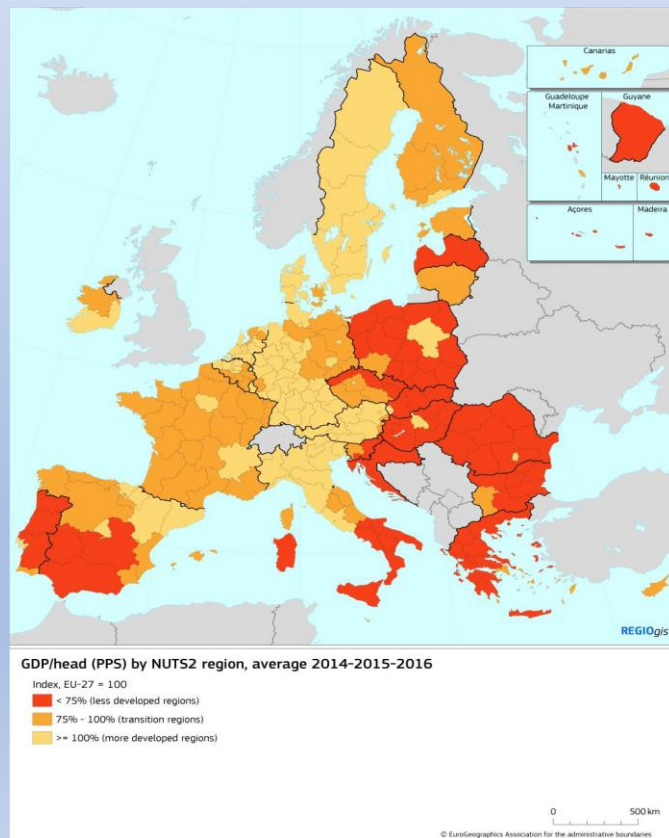 Canarias
Guadeloupe
Martinique
Guyane
Mayotte
Réunion
Açores
Madeira
REGIOgis
GDP/head (PPS) by NUTS2 region, average 2014-2015-2016
Index, EU-27 = 100
< 75% (less developed regions)
75% - 100% (transition regions)
>= 100% (more developed regions)
0 500 km
© EuroGeographics Association for the administrative boundaries